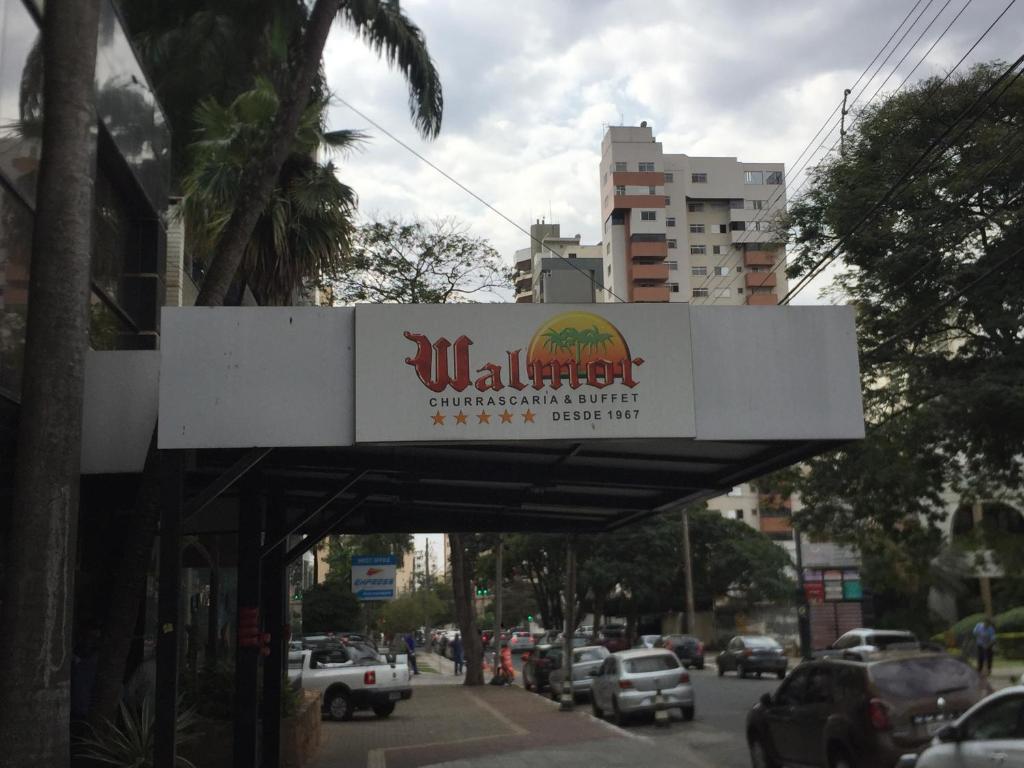 Walmor
CHURRASCARIA & BUFFET
DESDE 1967
EXPRESS